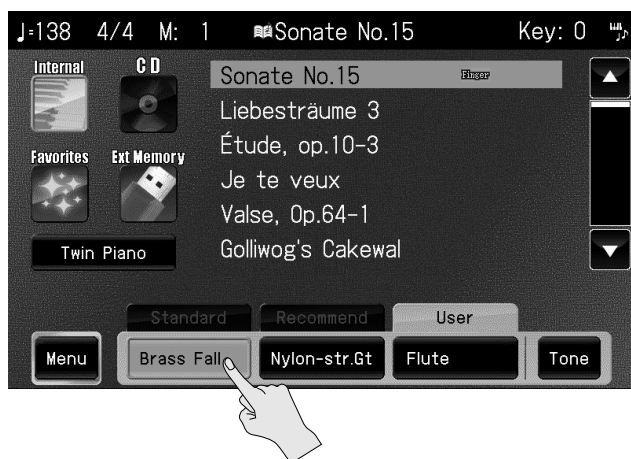 ♩=138 4/4 M: 1 Sonate No.15 Key: 0
Internal CD
Favorites Ext Memory
Twin Piano
Sonate No.15 Finger
Liebesträume 3
Étude, op.10-3
Je te veux
Valse, Op.64-1
Golliwog's Cakewal
Standard Recommend User
Menu Brass Fall Nylon-str.Gt Flute Tone